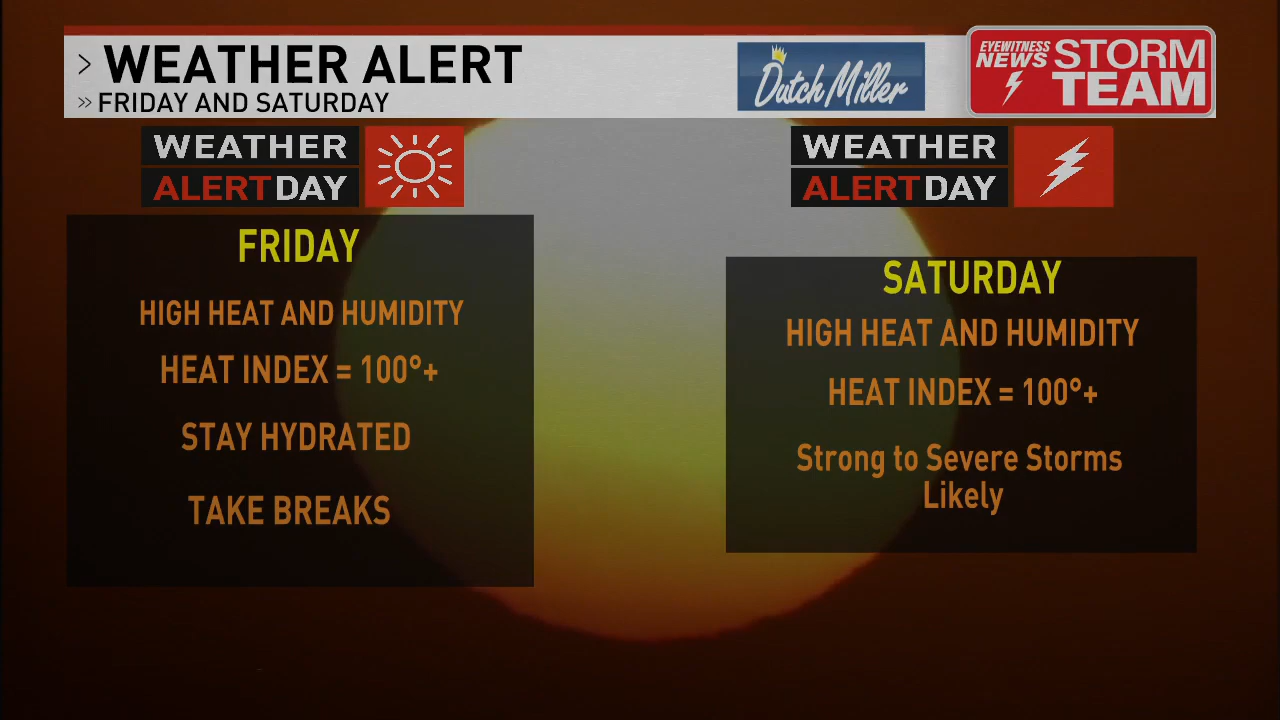 > WEATHER ALERT
>> FRIDAY AND SATURDAY
Dutch Miller
EYEWITNESS
NEWS
STORM
TEAM
WEATHER
ALERT DAY
FRIDAY
HIGH HEAT AND HUMIDITY
HEAT INDEX = 100°+
STAY HYDRATED
TAKE BREAKS
WEATHER
ALERT DAY
SATURDAY
HIGH HEAT AND HUMIDITY
HEAT INDEX = 100°+
Strong to Severe Storms
Likely